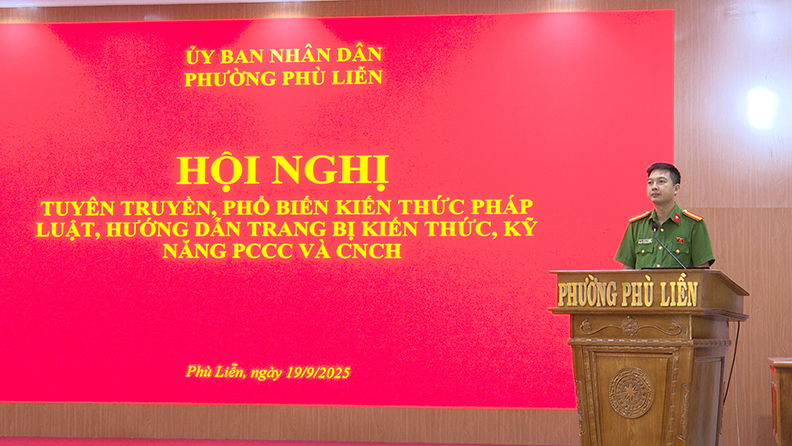 ỦY BAN NHÂN DÂN
PHƯỜNG PHÙ LIỄN
HỘI NGHỊ
TUYÊN TRUYỀN, PHỔ BIẾN KIẾN THỨC PHÁP
LUẬT, HƯỚNG DẪN TRANG BỊ KIẾN THỨC, KỸ
NĂNG PCCC VÀ CNCH
Phù Liễn, ngày 19/9/2025
PHƯỜNG PHÙ LIỄN